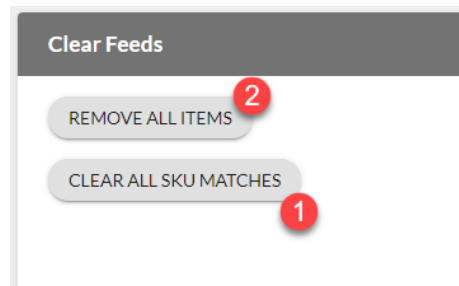 Clear Feeds
2
REMOVE ALL ITEMS
CLEAR ALL SKU MATCHES
1